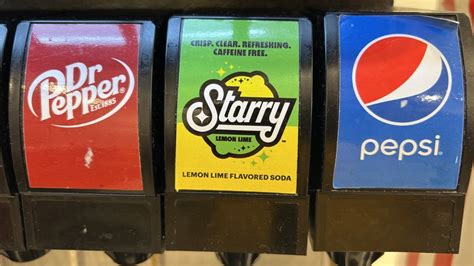 Dr
Pepper
EST. 1885
CRISP. CLEAR. REFRESHING.
CAFFEINE FREE.
Starry
LEMON LIME
LEMON LIME FLAVORED SODA
pepsi